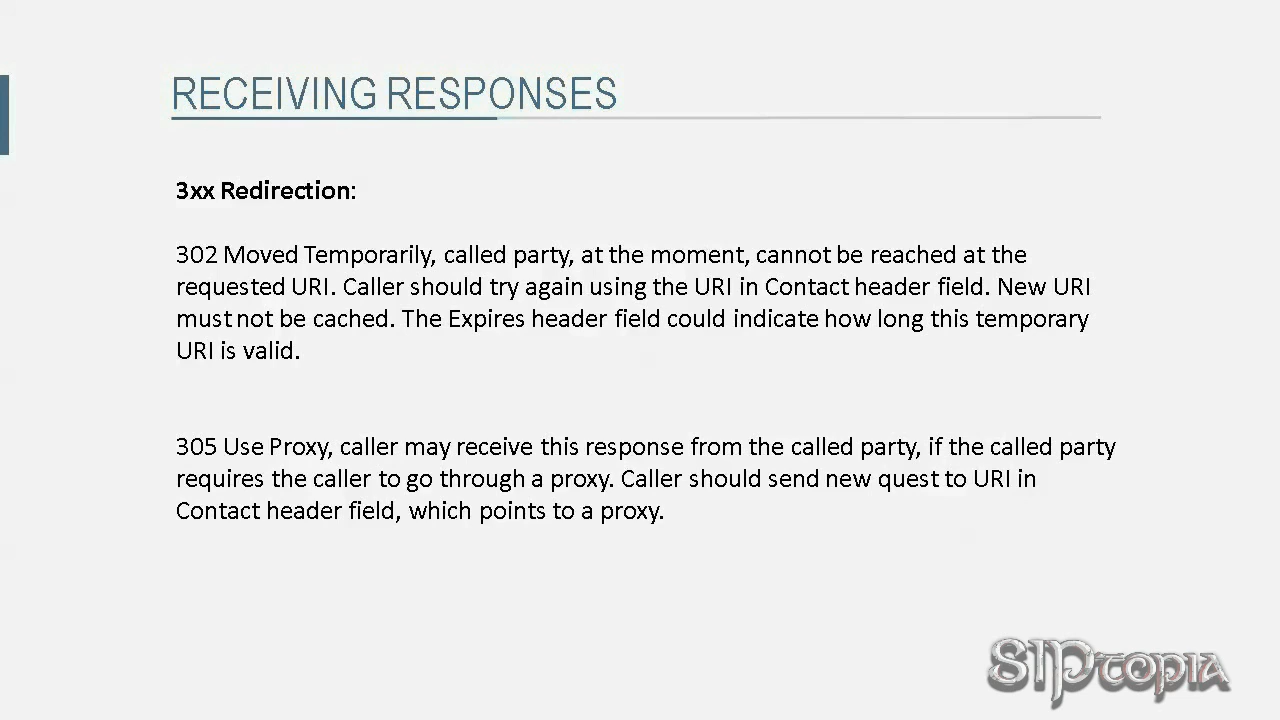 RECEIVING RESPONSES
3xx Redirection:
302 Moved Temporarily, called party, at the moment, cannot be reached at the
requested URI. Caller should try again using the URI in Contact header field. New URI
must not be cached. The Expires header field could indicate how long this temporary
URI is valid.
305 Use Proxy, caller may receive this response from the called party, if the called party
requires the caller to go through a proxy. Caller should send new quest to URI in
Contact header field, which points to a proxy.
SIPtopia